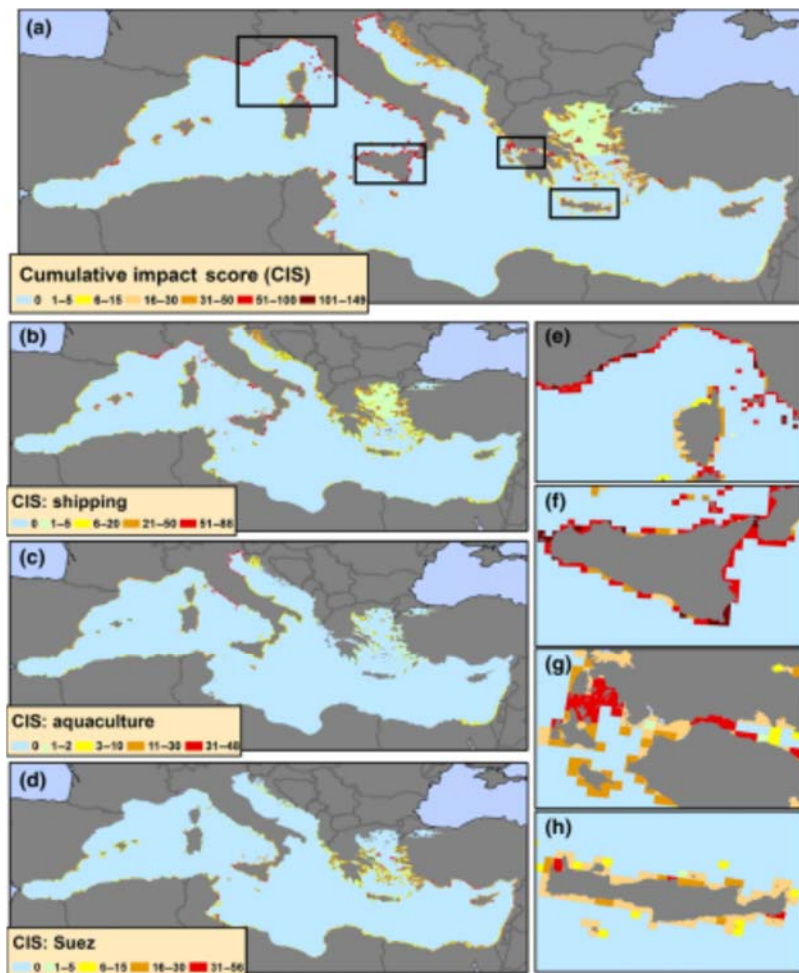 (a)
Cumulative impact score (CIS)
0 1–5 6–15 16–30 31–50 51–100 101–149
(b)
CIS: shipping
0 1–5 6–20 21–50 51–88
(c)
CIS: aquaculture
0 1–2 3–10 11–30 31–48
(d)
CIS: Suez
0 1–5 6–15 16–30 31–56
(e)
(f)
(g)
(h)